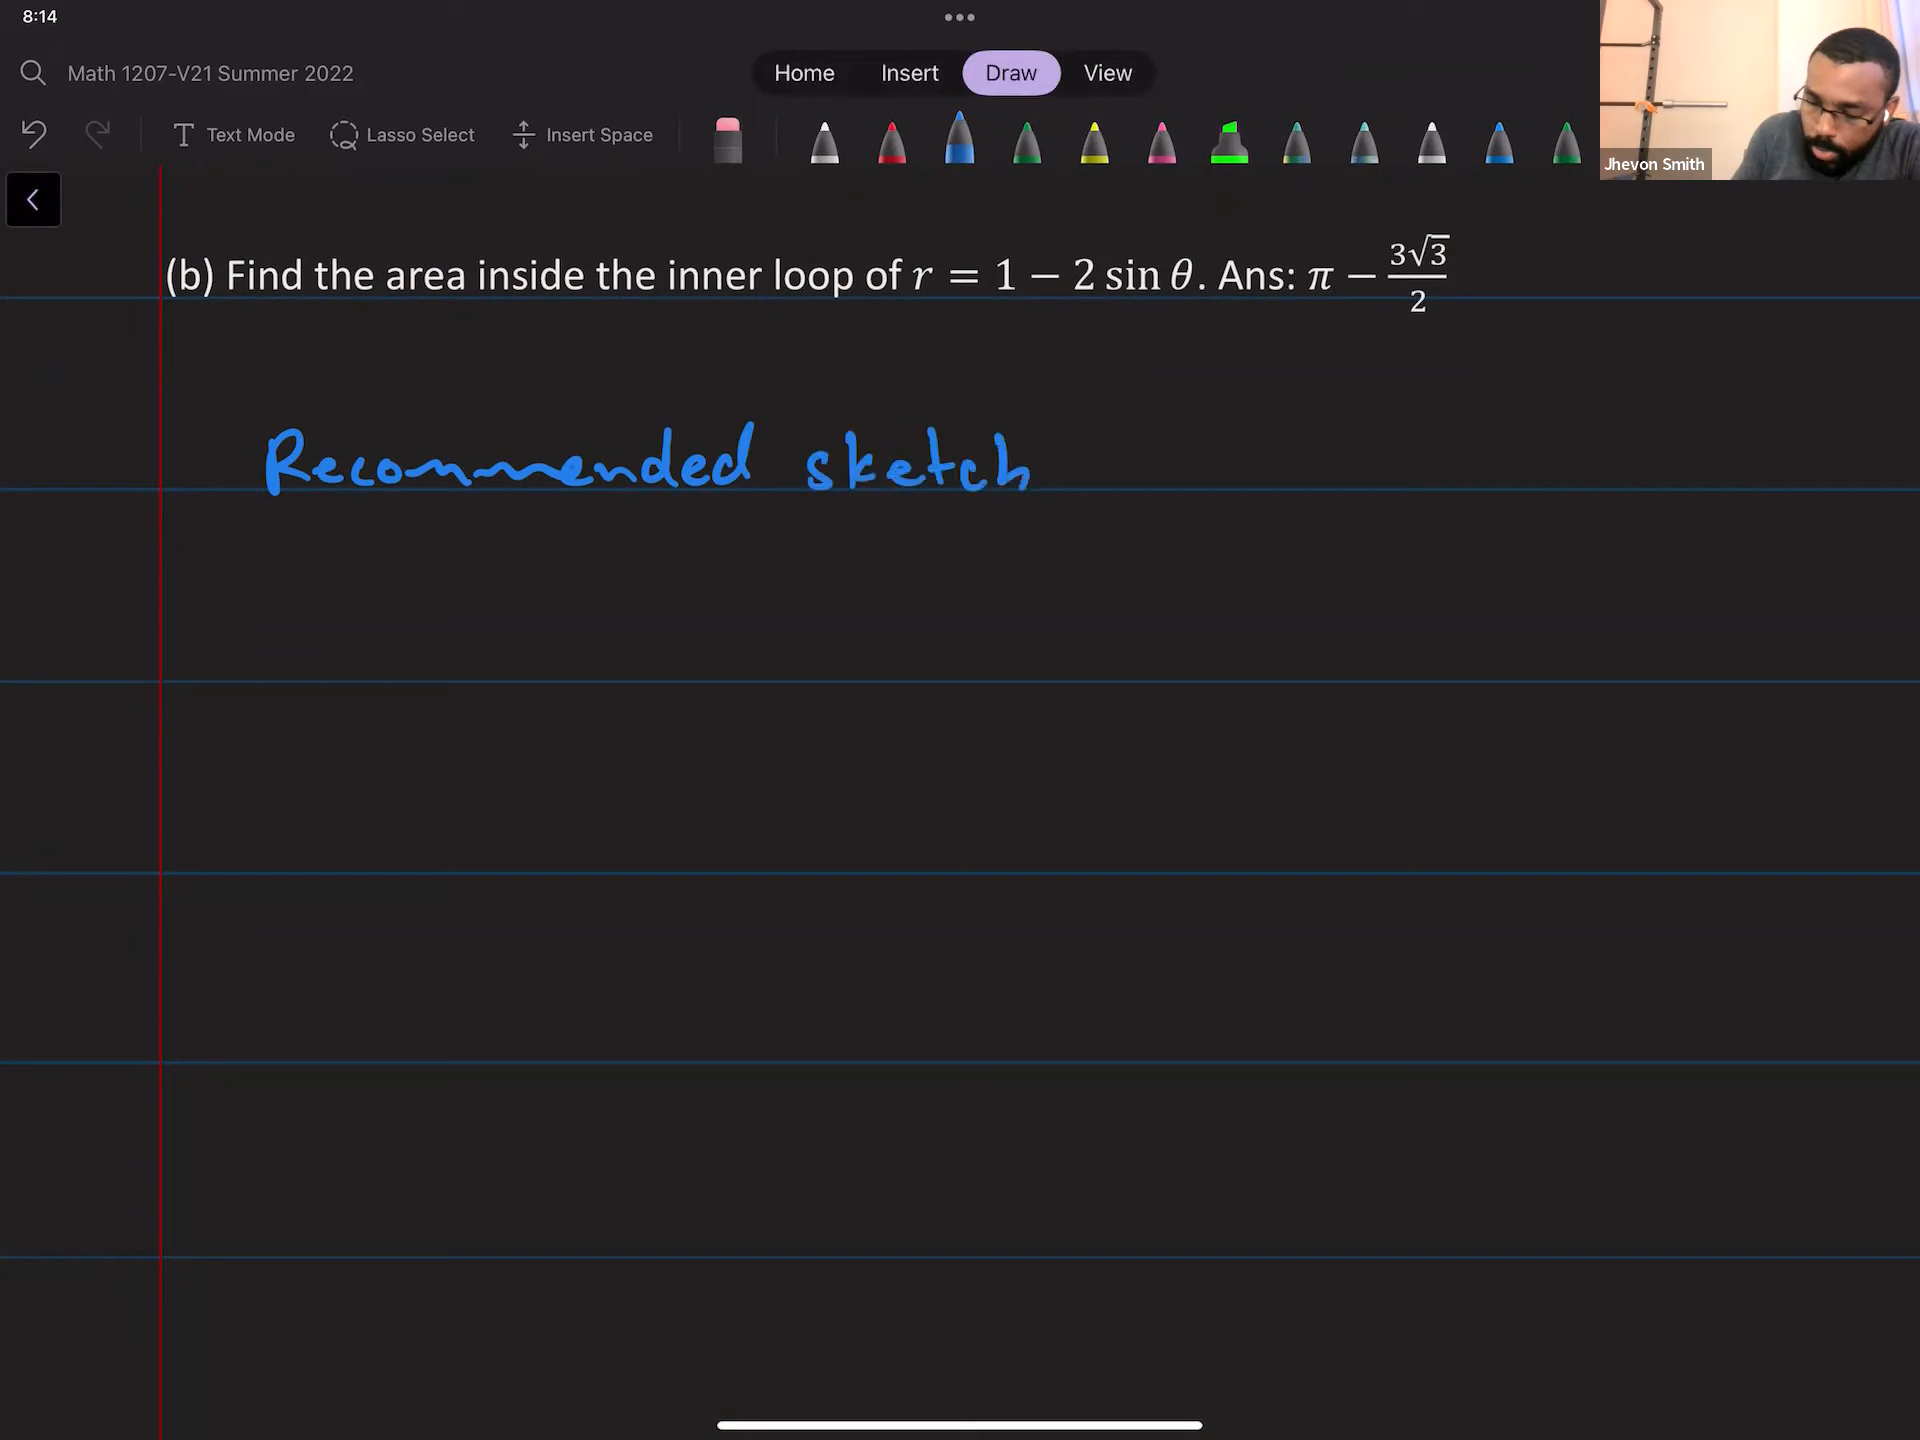 8:14
Math 1207-V21 Summer 2022
Home Insert Draw View
Text Mode Lasso Select Insert Space
Jhevon Smith
(b) Find the area inside the inner loop of r = 1 − 2 sin θ. Ans: π − 3√3/2
Recommended sketch